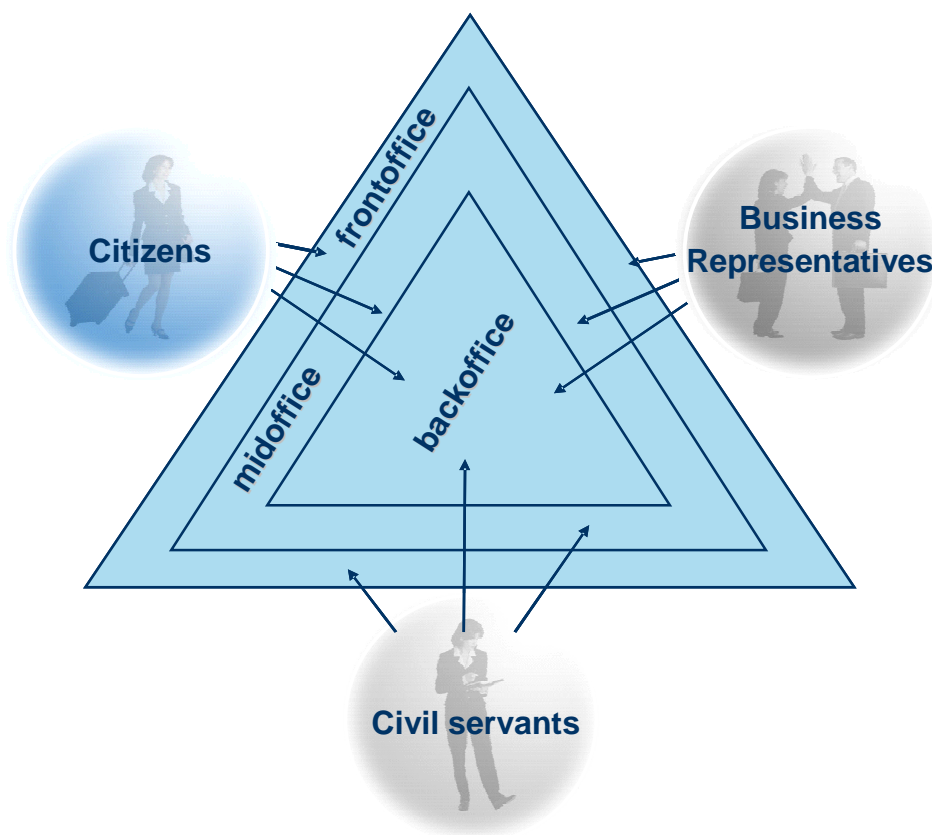 frontoffice
Citizens
Business
Representatives
midoffice
backoffice
Civil servants